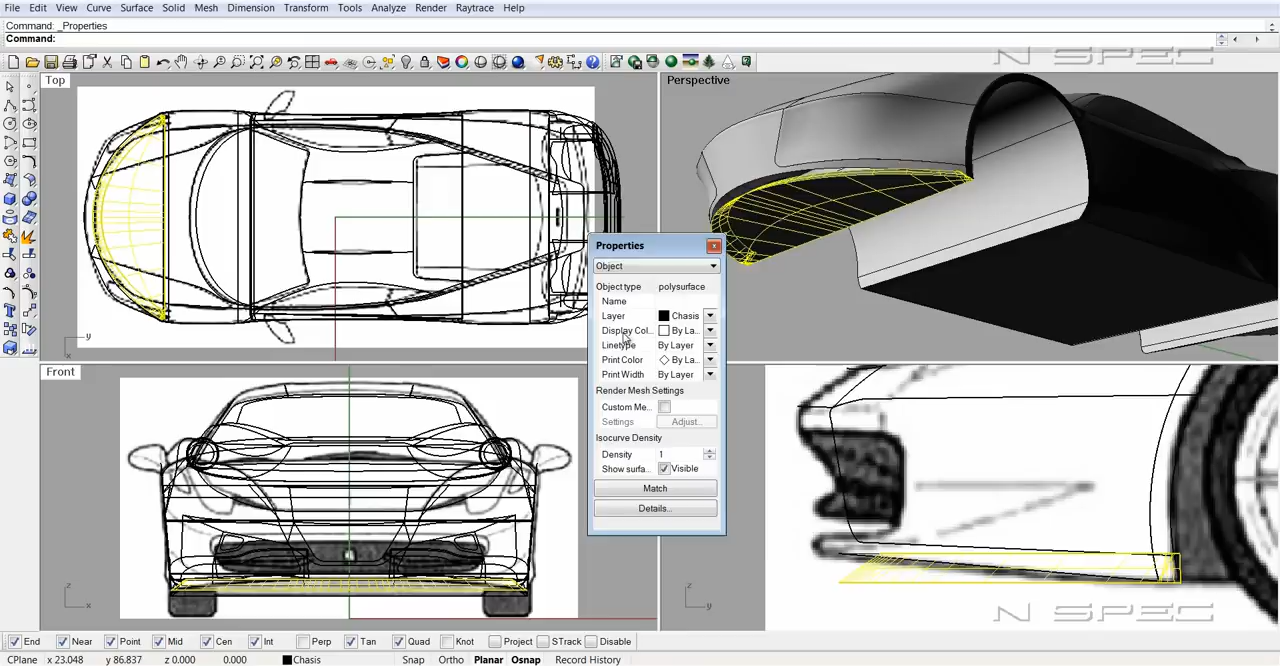 File Edit View Curve Surface Solid Mesh Dimension Transform Tools Analyze Render Raytrace Help
Command: _Properties
Command:
N SPEC
Top
Perspective
Properties
Object
Object type polysurface
Name
Layer Chasis
Display Col... By La...
Linetype By Layer
Print Color By La...
Print Width By Layer
Render Mesh Settings
Custom Me...
Settings Adjust...
Isocurve Density
Density 1
Show surfa... Visible
Match
Details...
y
x
Front
z
x
z
y
N SPEC
End Near Point Mid Cen Int Perp Tan Quad Knot Project STrack Disable
CPlane x 23.048 y 86.837 z 0.000 0.000 Chasis Snap Ortho Planar Osnap Record History